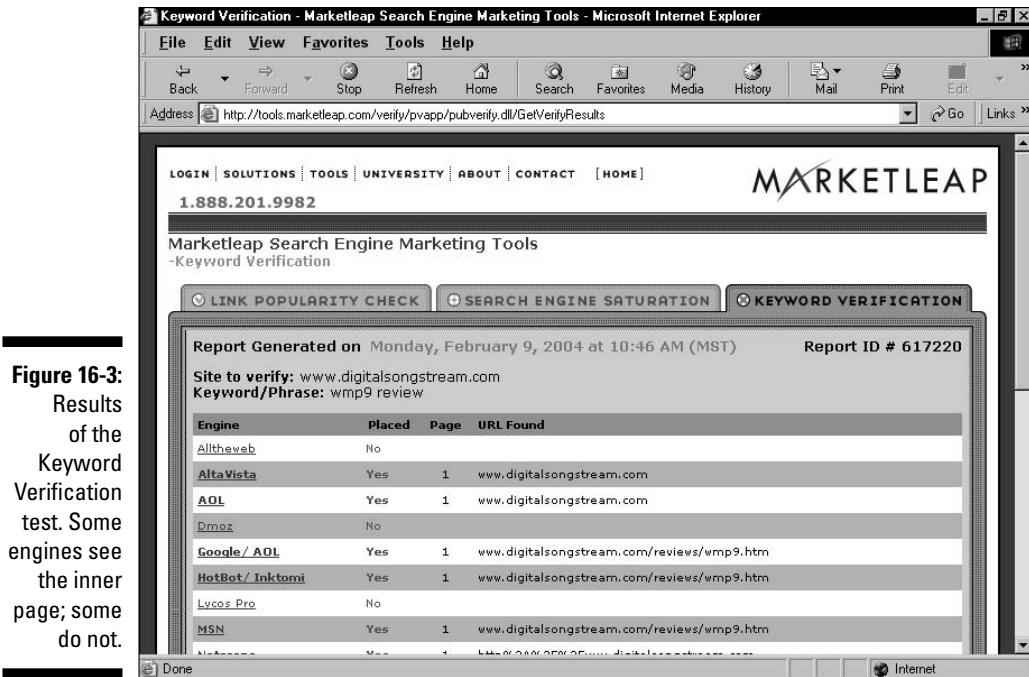 Keyword Verification - Marketleap Search Engine Marketing Tools - Microsoft Internet Explorer
File Edit View Favorites Tools Help
Back Forward Stop Refresh Home Search Favorites Media History Mail Print Edit
Address http://tools.marketleap.com/verify/pvapp/pubverify.dll/GetVerifyResults Go Links »
LOGIN SOLUTIONS TOOLS UNIVERSITY ABOUT CONTACT [HOME]
MARKETLEAP
1.888.201.9982
Marketleap Search Engine Marketing Tools
-Keyword Verification
LINK POPULARITY CHECK SEARCH ENGINE SATURATION KEYWORD VERIFICATION
Report Generated on Monday, February 9, 2004 at 10:46 AM (MST) Report ID # 617220
Site to verify: www.digitalsongstream.com
Keyword/Phrase: wmp9 review
Engine Placed Page URL Found
Alltheweb No
AltaVista Yes 1 www.digitalsongstream.com
AOL Yes 1 www.digitalsongstream.com
Dmoz No
Google/ AOL Yes 1 www.digitalsongstream.com/reviews/wmp9.htm
HotBot/ Inktomi Yes 1 www.digitalsongstream.com/reviews/wmp9.htm
Lycos Pro No
MSN Yes 1 www.digitalsongstream.com/reviews/wmp9.htm
Done Internet
Figure 16-3:
Results
of the
Keyword
Verification
test. Some
engines see
the inner
page; some
do not.